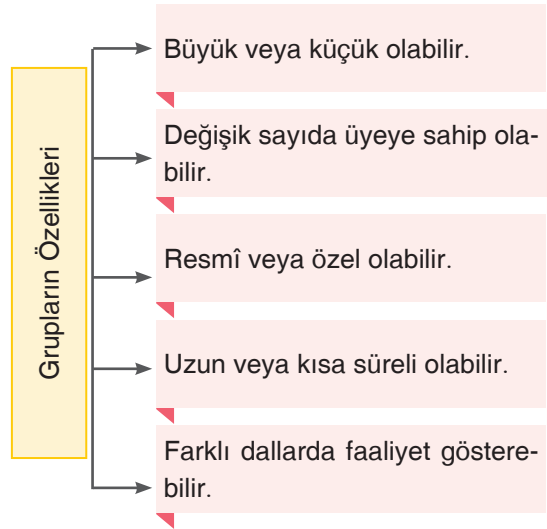 Grupların Özellikleri
Büyük veya küçük olabilir.
Değişik sayıda üyeye sahip ola-
bilir.
Resmî veya özel olabilir.
Uzun veya kısa süreli olabilir.
Farklı dallarda faaliyet göstere-
bilir.